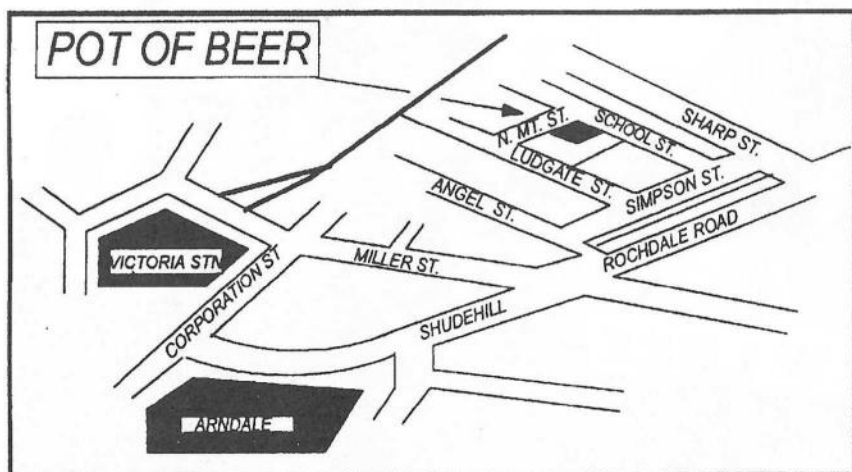 POT OF BEER
SHARP ST.
SCHOOL ST.
N. MT. ST.
LUDGATE ST.
SIMPSON ST.
ANGEL ST.
ROCHDALE ROAD
MILLER ST.
VICTORIA STN
CORPORATION ST
SHUDEHILL
ARNDALE